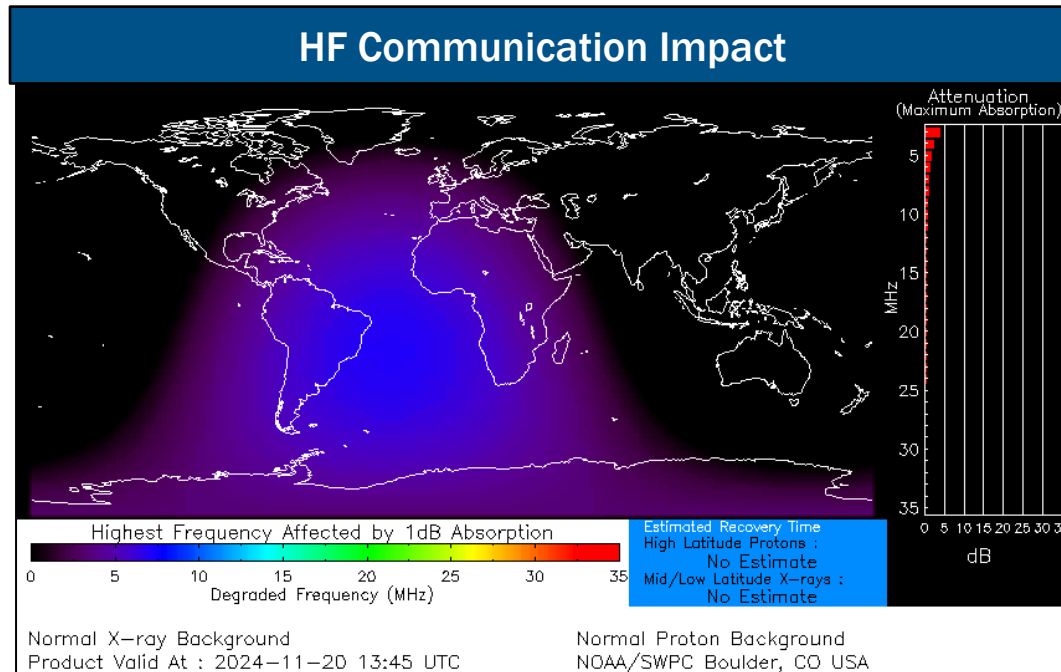 HF Communication Impact
Attenuation
(Maximum Absorption)
5
10
15
20
25
30
35
MHz
0 5 10 15 20 25 30 3
dB
Highest Frequency Affected by 1dB Absorption
0 5 10 15 20 25 30 35
Degraded Frequency (MHz)
Estimated Recovery Time
High Latitude Protons :
No Estimate
Mid/Low Latitude X-rays :
No Estimate
Normal X-ray Background
Product Valid At : 2024-11-20 13:45 UTC
Normal Proton Background
NOAA/SWPC Boulder, CO USA